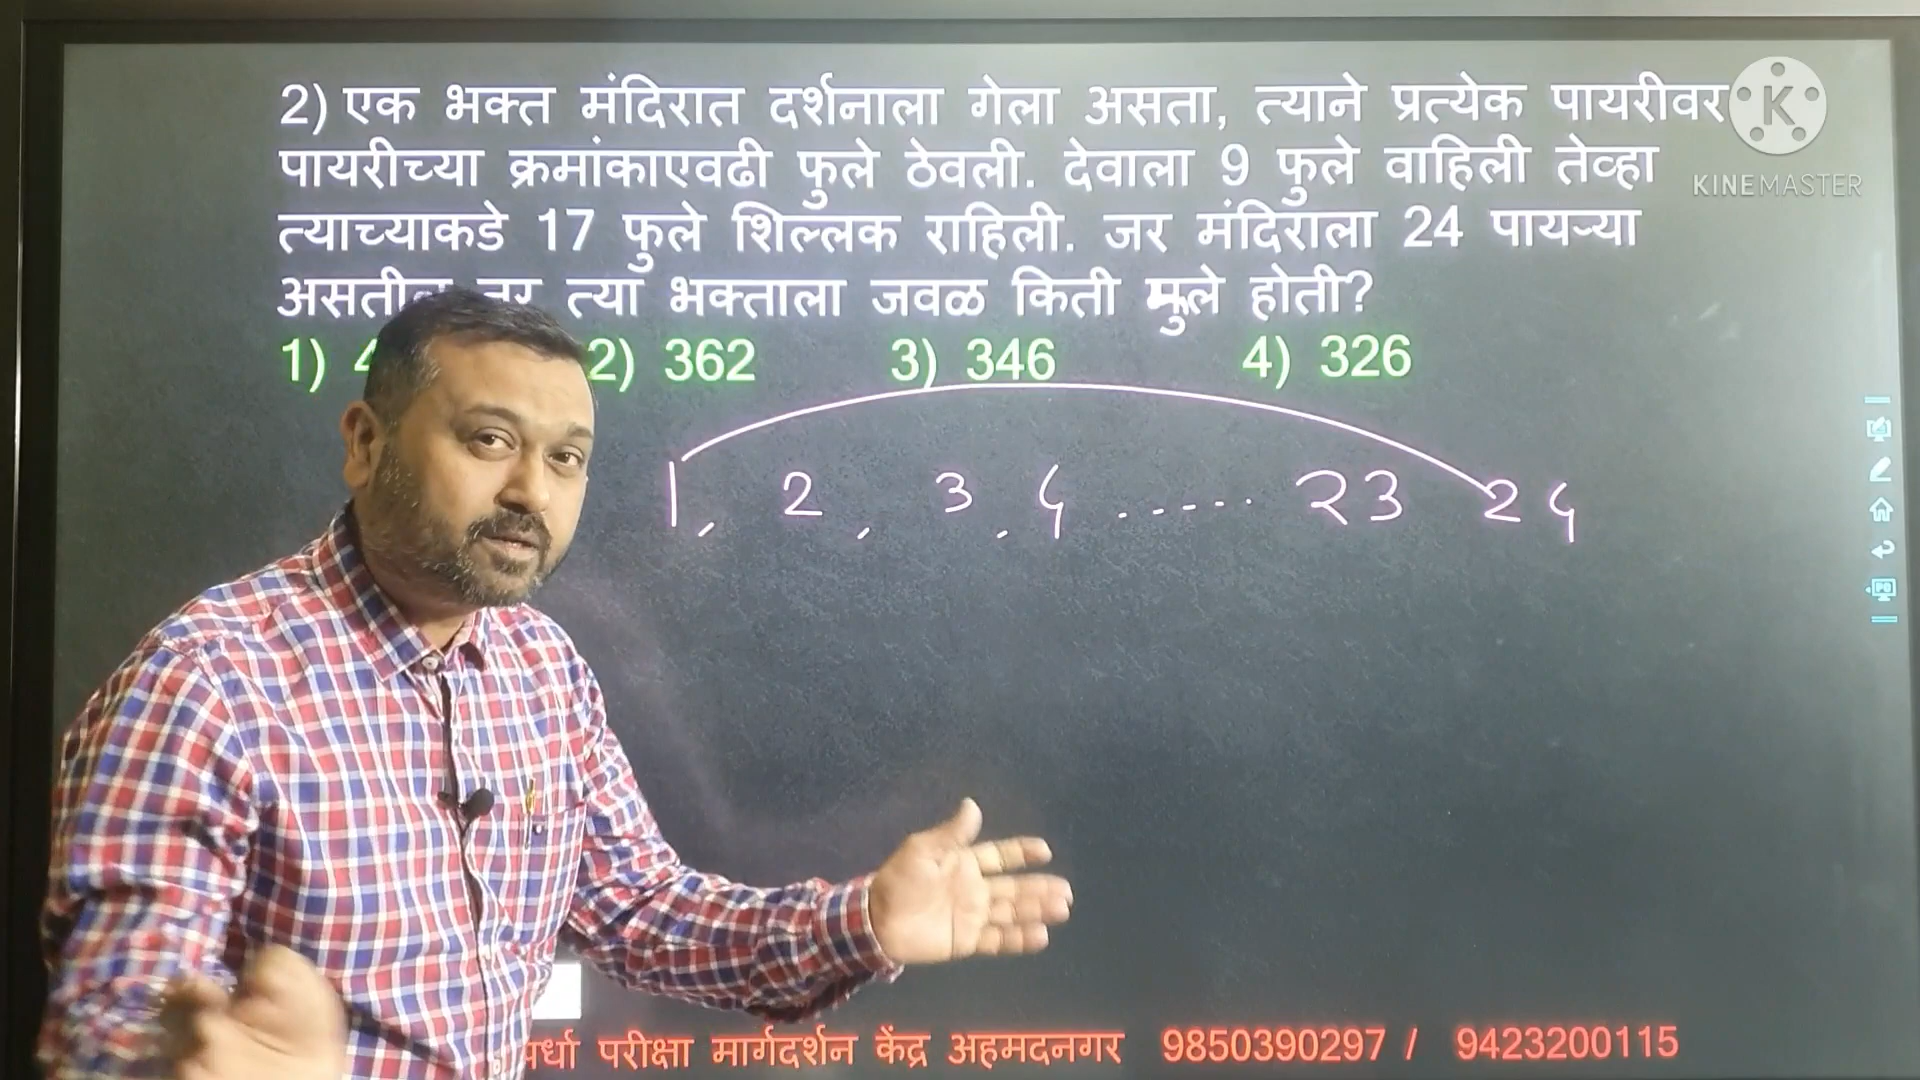 2) एक भक्त मंदिरात दर्शनाला गेला असता, त्याने प्रत्येक पायरीवर
पायरीच्या क्रमांकाएवढी फुले ठेवली. देवाला 9 फुले वाहिली तेव्हा
त्याच्याकडे 17 फुले शिल्लक राहिली. जर मंदिराला 24 पायऱ्या
त्या भक्ताला जवळ किती फुले होती?
1) 2) 362 3) 346 4) 326
1, 2, 3, 4 ..... 23 24
परीक्षा मार्गदर्शन केंद्र अहमदनगर 9850390297 / 9423200115
K
KINEMASTER